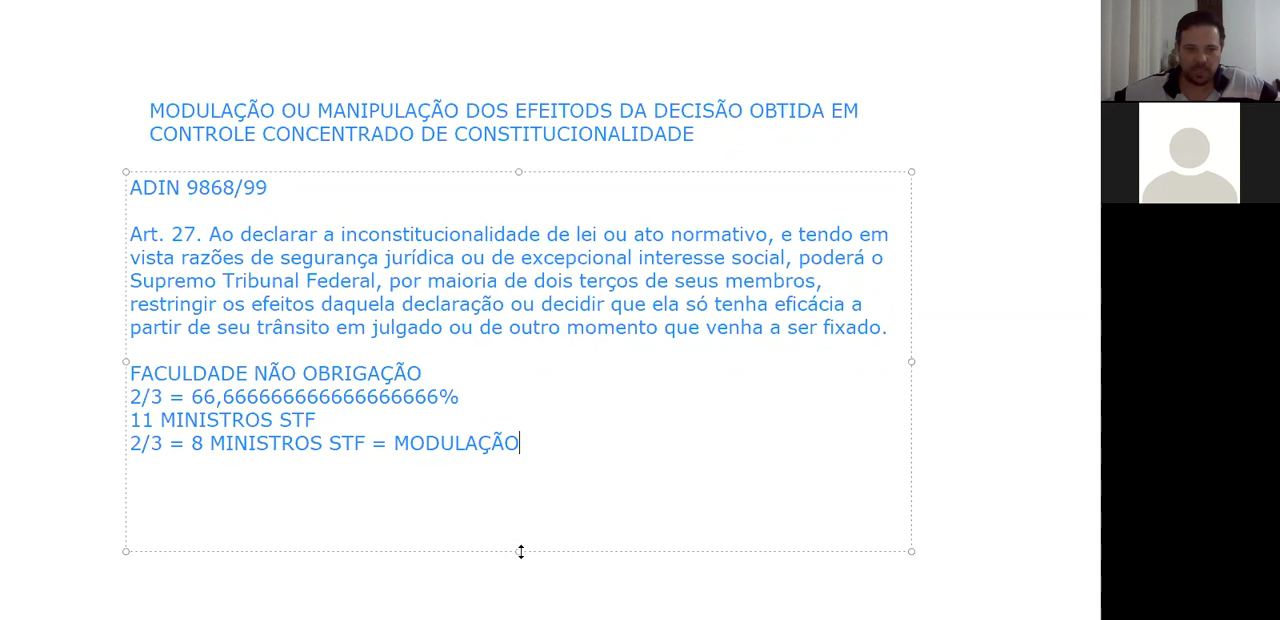 MODULAÇÃO OU MANIPULAÇÃO DOS EFEITODS DA DECISÃO OBTIDA EM
CONTROLE CONCENTRADO DE CONSTITUCIONALIDADE
ADIN 9868/99
Art. 27. Ao declarar a inconstitucionalidade de lei ou ato normativo, e tendo em
vista razões de segurança jurídica ou de excepcional interesse social, poderá o
Supremo Tribunal Federal, por maioria de dois terços de seus membros,
restringir os efeitos daquela declaração ou decidir que ela só tenha eficácia a
partir de seu trânsito em julgado ou de outro momento que venha a ser fixado.
FACULDADE NÃO OBRIGAÇÃO
2/3 = 66,6666666666666666666%
11 MINISTROS STF
2/3 = 8 MINISTROS STF = MODULAÇÃO